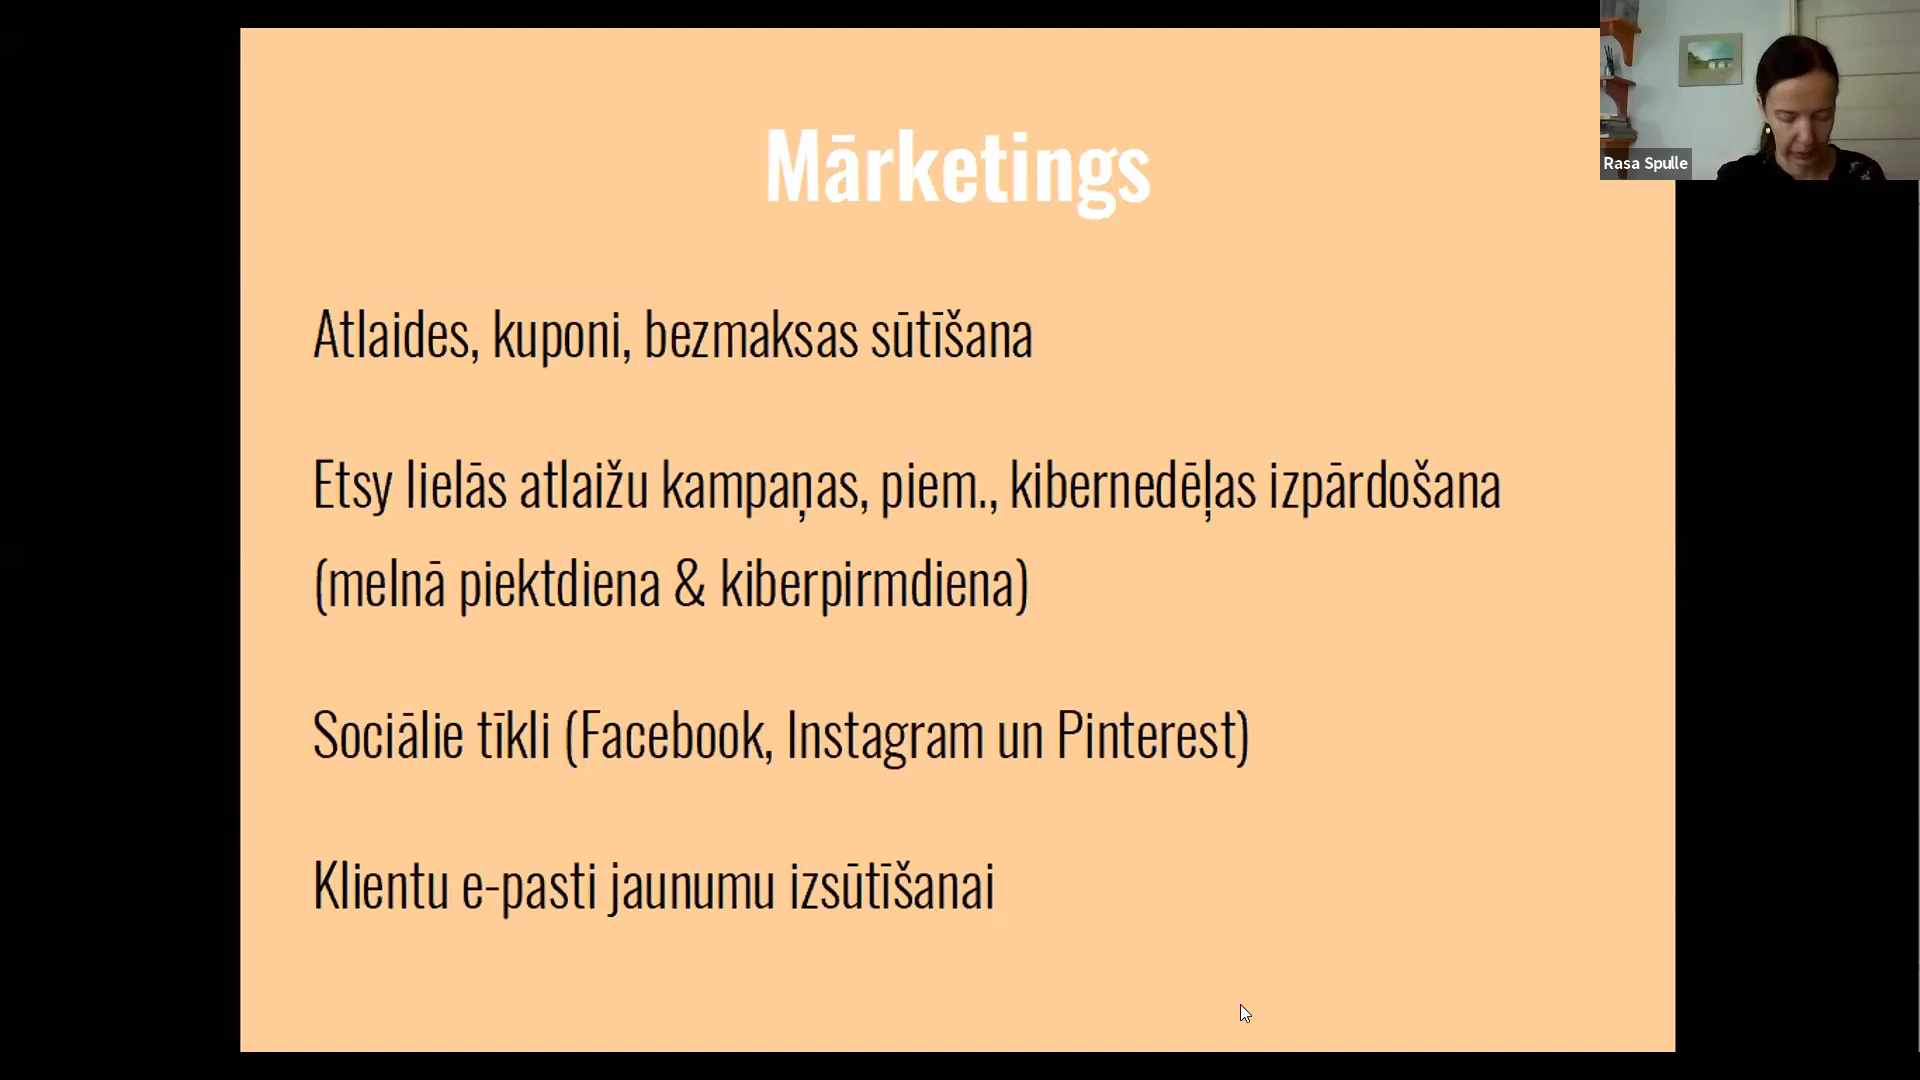 Mārketings
Rasa Spulle
Atlaides, kuponi, bezmaksas sūtīšana
Etsy lielās atlaižu kampaņas, piem., kibernedēļas izpārdošana
(melnā piektdiena & kiberpirmdiena)
Sociālie tīkli (Facebook, Instagram un Pinterest)
Klientu e-pasti jaunumu izsūtīšanai